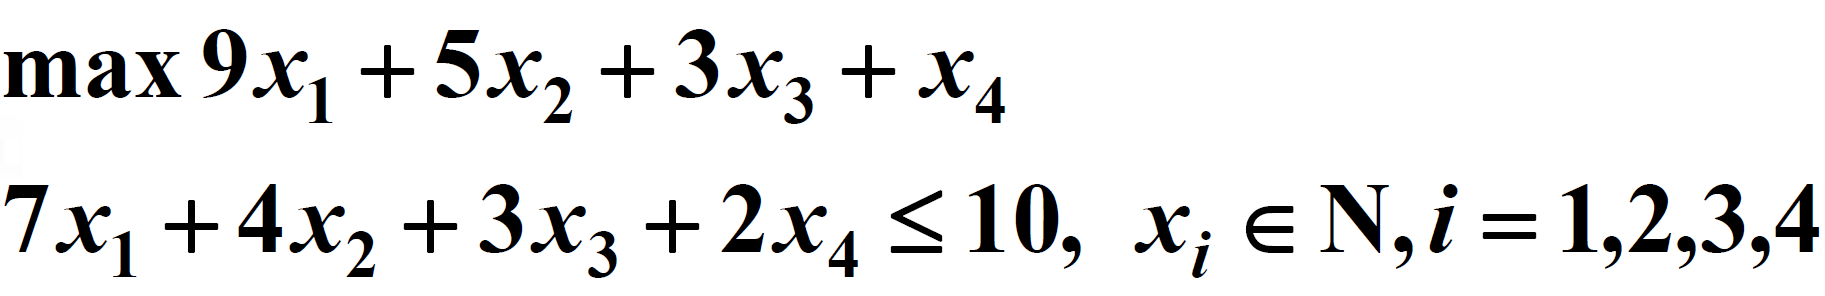 max 9x₁ + 5x₂ + 3x₃ + x₄
7x₁ + 4x₂ + 3x₃ + 2x₄ ≤ 10, xᵢ ∈ N, i = 1,2,3,4